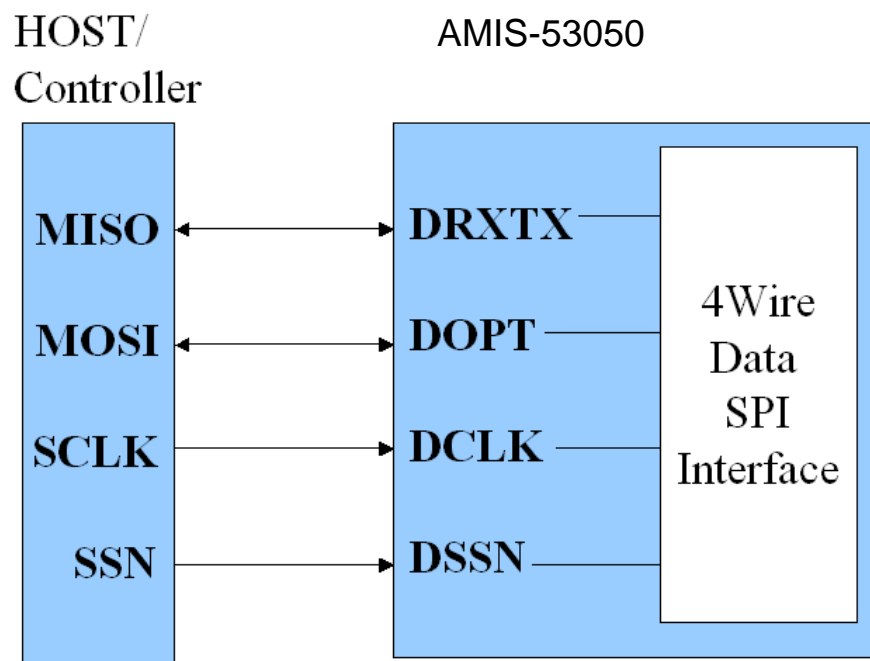 HOST/
Controller
AMIS-53050
MISO
DRXTX
MOSI
DOPT
SCLK
DCLK
SSN
DSSN
4Wire
Data
SPI
Interface